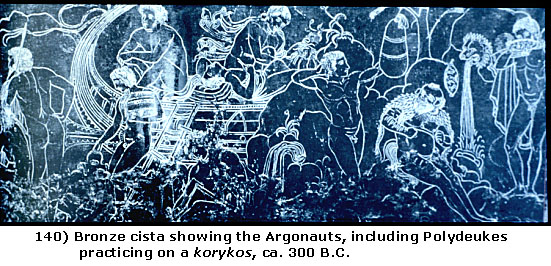 140) Bronze cista showing the Argonauts, including Polydeukes
practicing on a korykos, ca. 300 B.C.